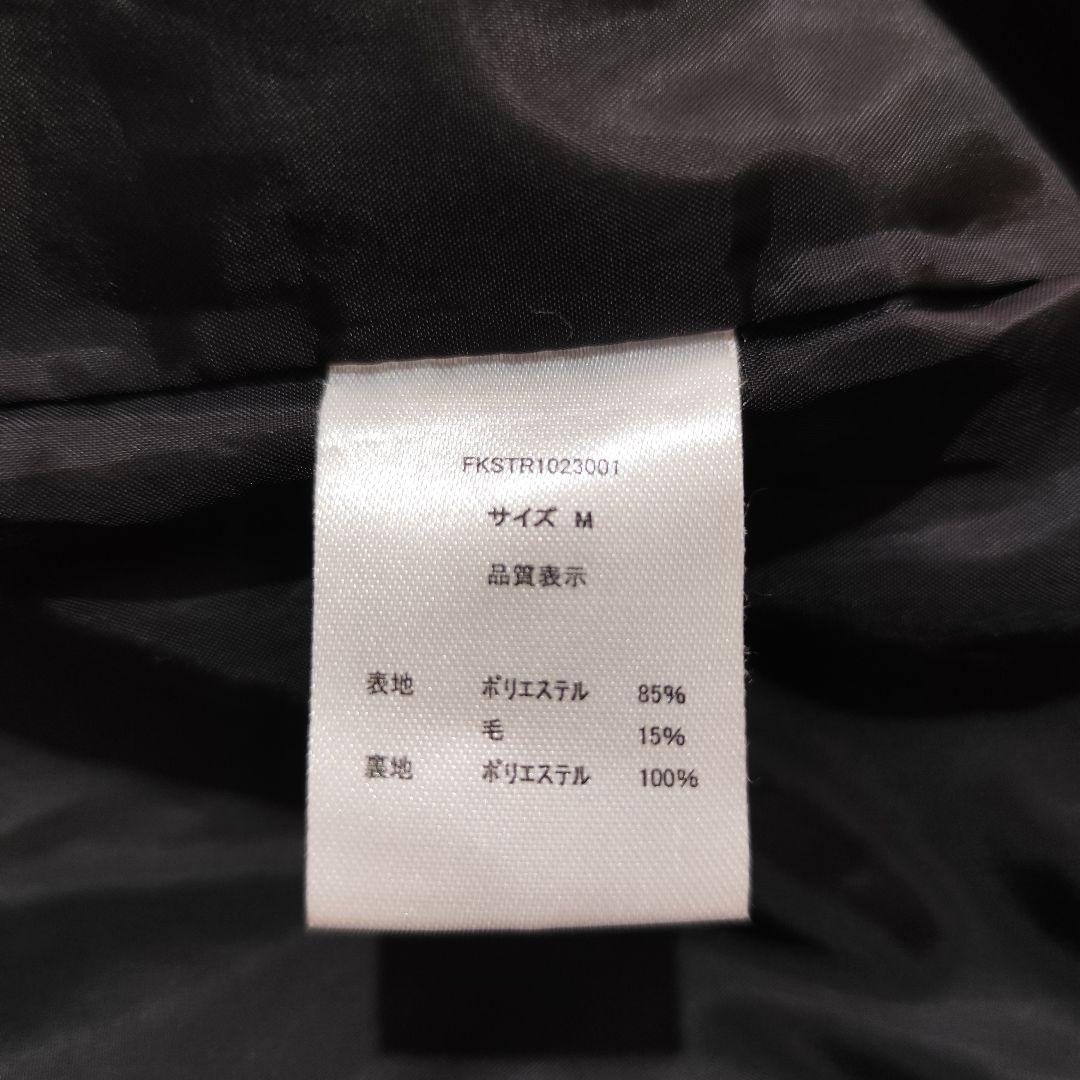 FKSTR1023001
サイズ M
品質表示
表地 ポリエステル 85%
毛 15%
裏地 ポリエステル 100%